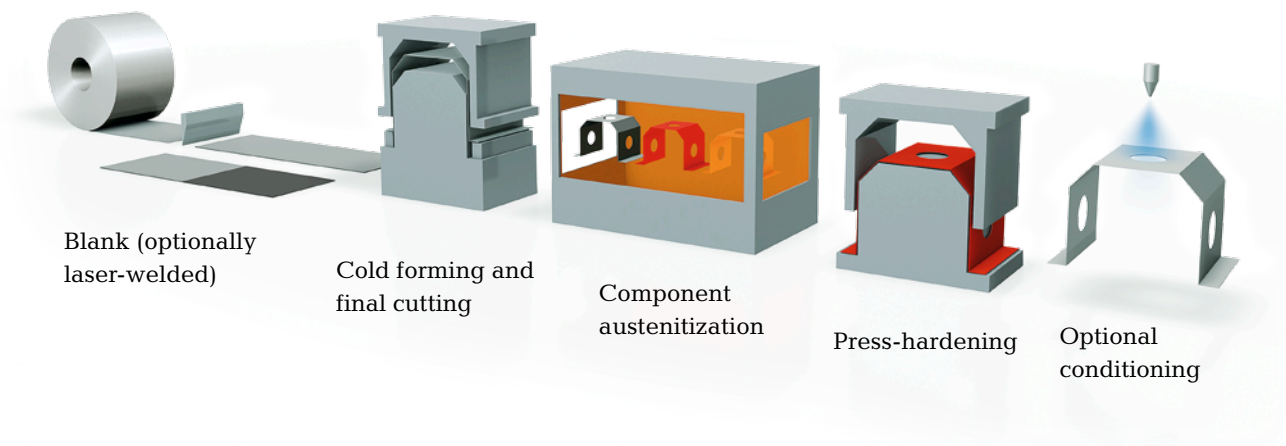 Blank (optionally
laser-welded)
Cold forming and
final cutting
Component
austenitization
Press-hardening
Optional
conditioning